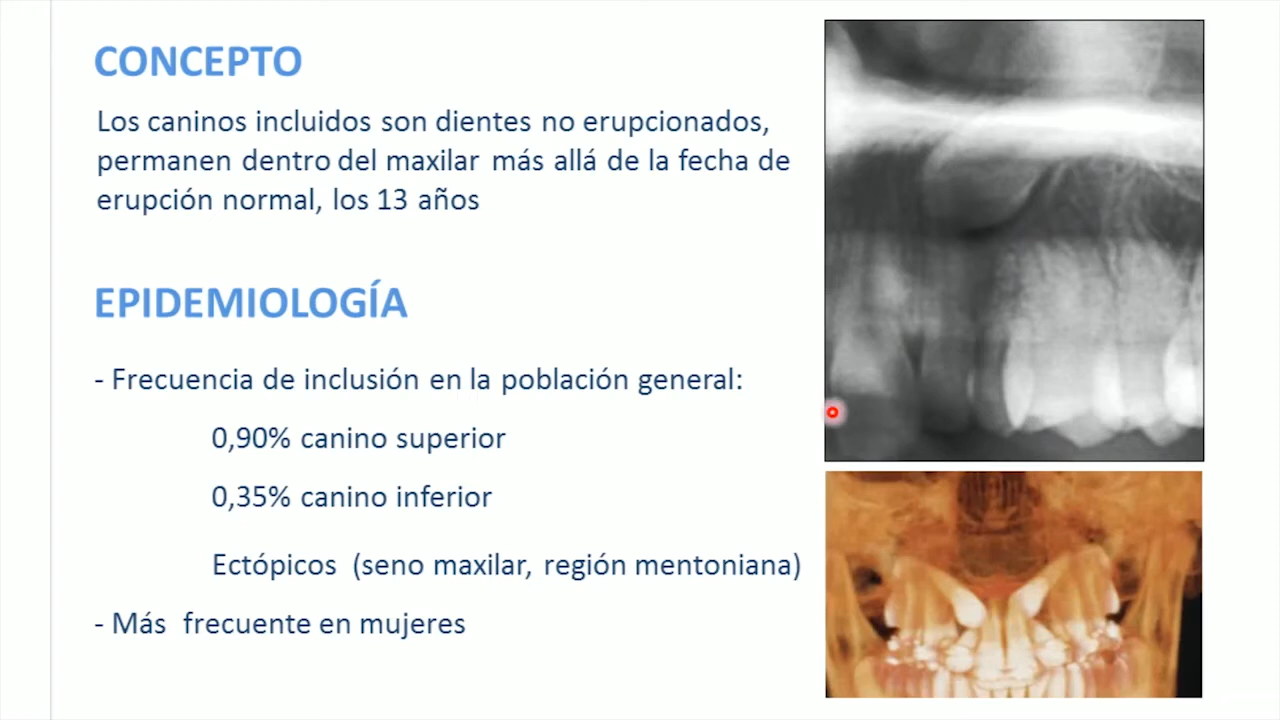 CONCEPTO
Los caninos incluidos son dientes no erupcionados,
permanen dentro del maxilar más allá de la fecha de
erupción normal, los 13 años
EPIDEMIOLOGÍA
- Frecuencia de inclusión en la población general:
0,90% canino superior
0,35% canino inferior
Ectópicos (seno maxilar, región mentoniana)
- Más frecuente en mujeres